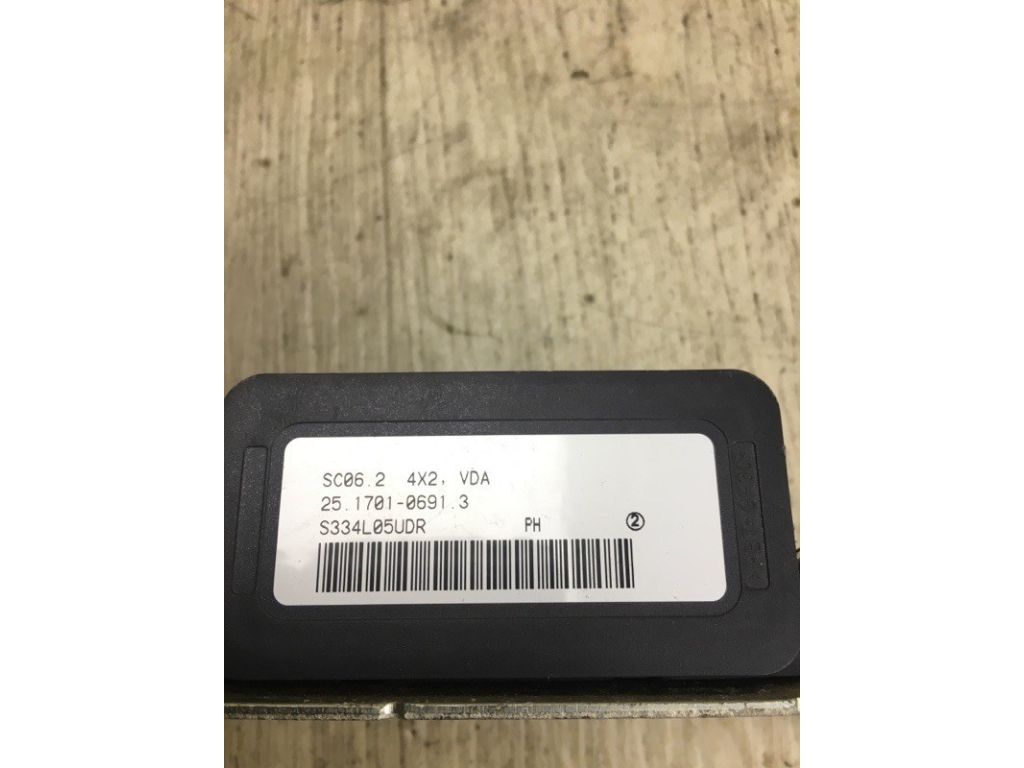 SC06.2 4X2, VDA
25.1701-0691.3
S334L05UDR PH ②